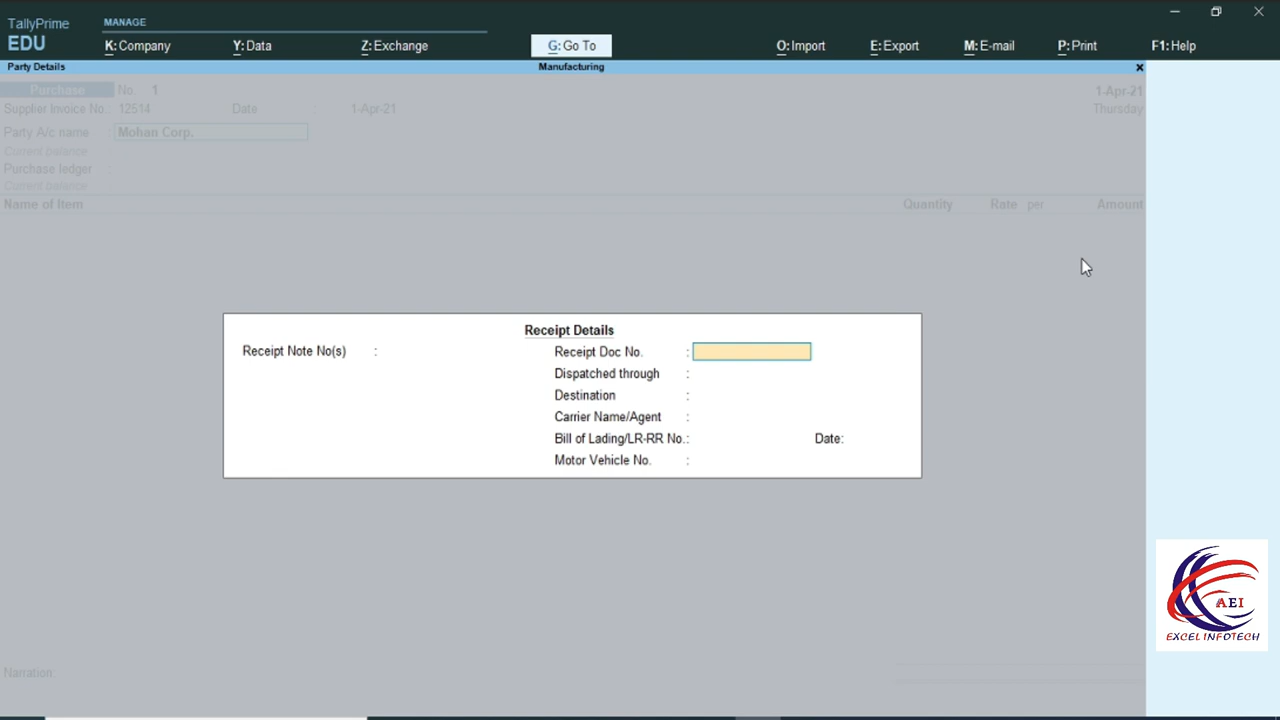 TallyPrime
EDU
MANAGE
K: Company Y: Data Z: Exchange G: Go To O: Import E: Export M: E-mail P: Print F1: Help
Party Details Manufacturing x
Purchase No. 1 1-Apr-21
Supplier Invoice No. 12514 Date : 1-Apr-21 Thursday
Party A/c name : Mohan Corp.
Current balance :
Purchase ledger :
Current balance :
Name of Item Quantity Rate per Amount
Receipt Details
Receipt Note No(s) : Receipt Doc No. :
Dispatched through :
Destination :
Carrier Name/Agent :
Bill of Lading/LR-RR No. : Date:
Motor Vehicle No. :
AEI
EXCEL INFOTECH
Narration: